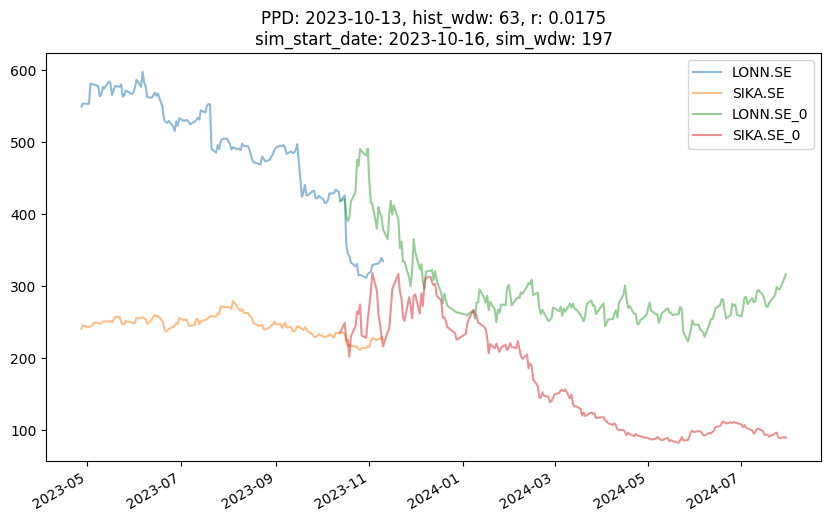 PPD: 2023-10-13, hist_wdw: 63, r: 0.0175
sim_start_date: 2023-10-16, sim_wdw: 197
600
500
400
300
200
100
LONN.SE
SIKA.SE
LONN.SE_0
SIKA.SE_0
2023-05
2023-07
2023-09
2023-11
2024-01
2024-03
2024-05
2024-07